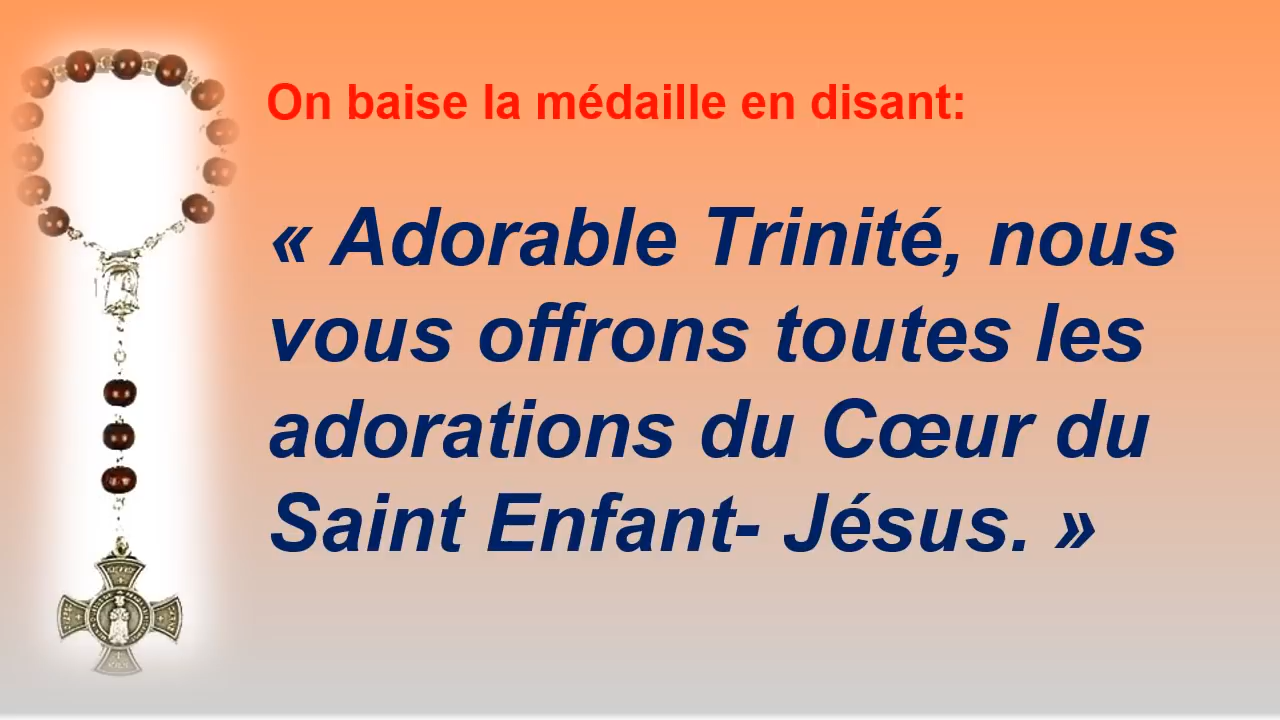 On baise la médaille en disant:
« Adorable Trinité, nous
vous offrons toutes les
adorations du Cœur du
Saint Enfant- Jésus. »